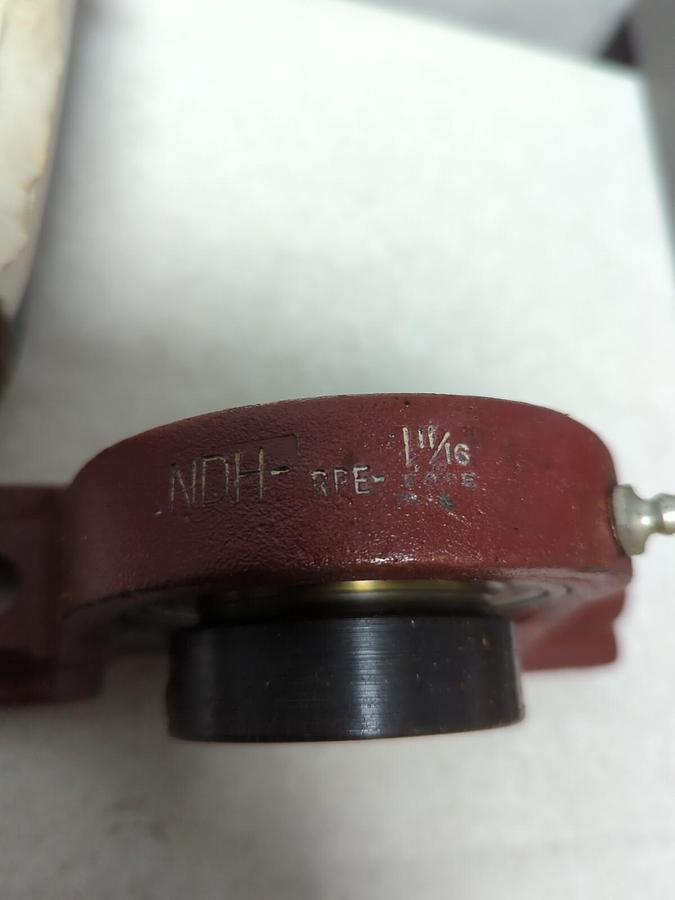 NDH- RPE- 1 11/16